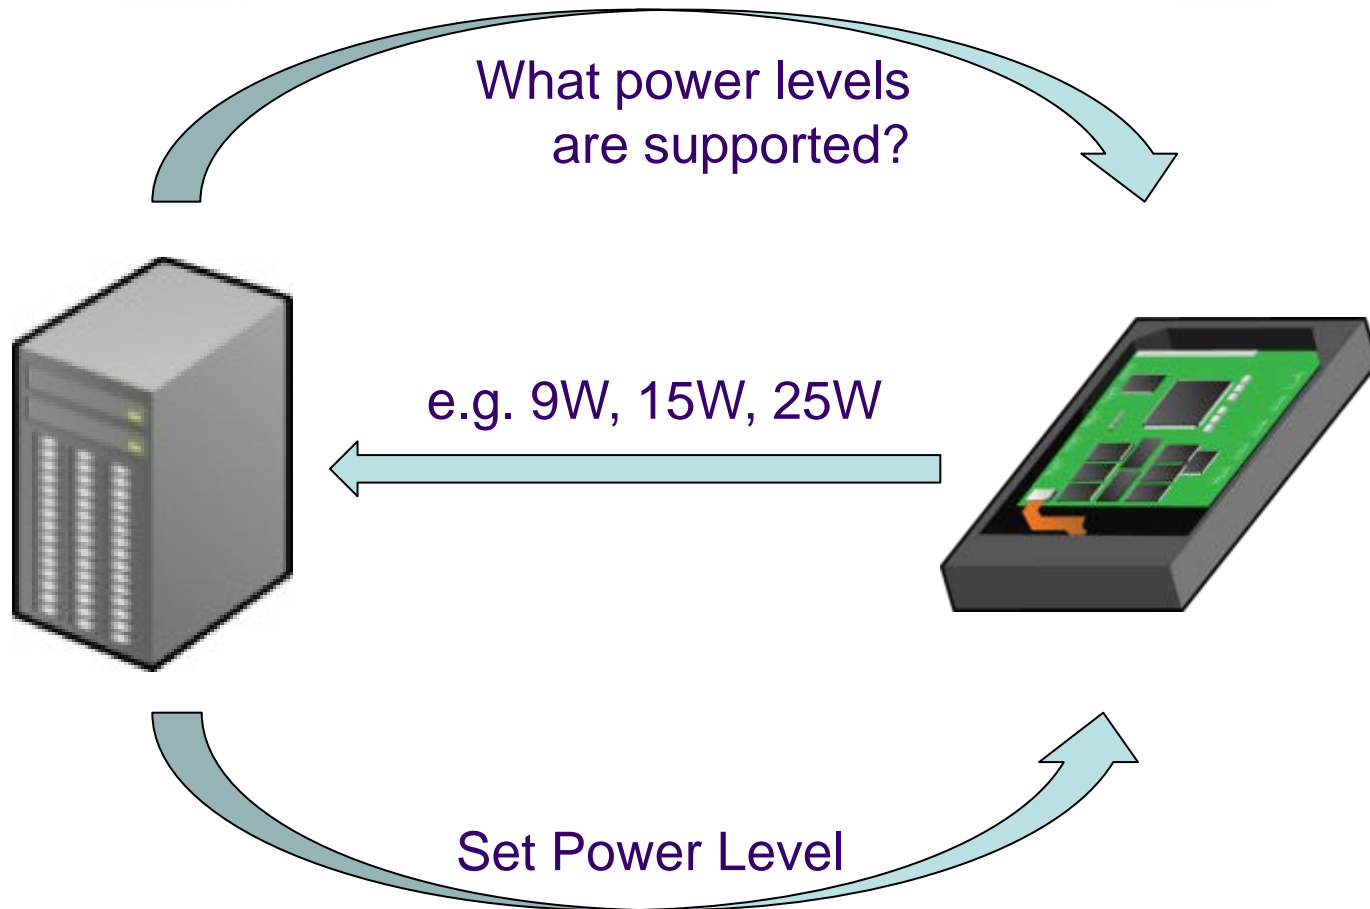 What power levels
are supported?
e.g. 9W, 15W, 25W
Set Power Level